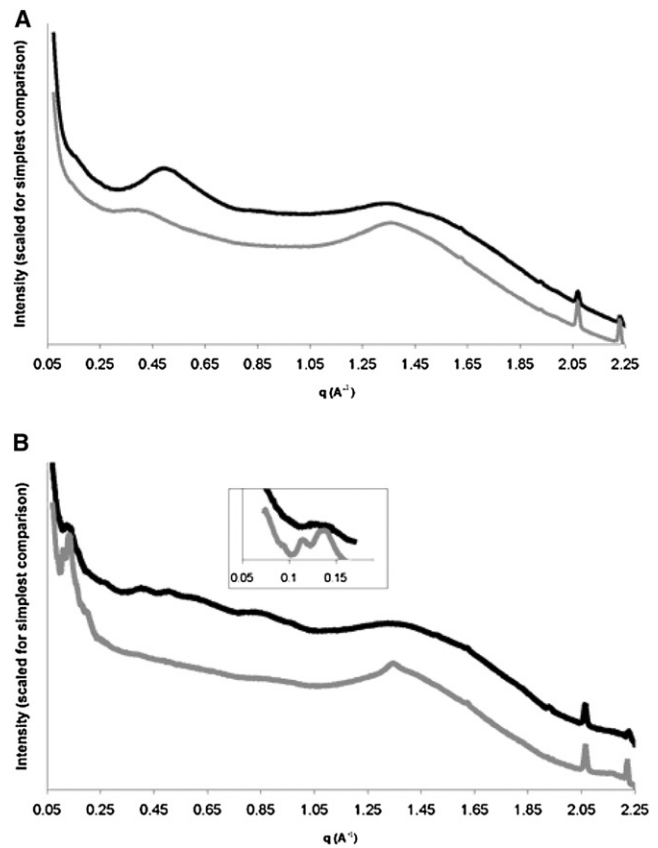 A
Intensity (scaled for simplest comparison)
0.05 0.25 0.45 0.65 0.85 1.05 1.25 1.45 1.65 1.85 2.05 2.25
q (A⁻¹)
B
Intensity (scaled for simplest comparison)
0.05 0.1 0.15
0.05 0.25 0.45 0.65 0.85 1.05 1.25 1.45 1.65 1.85 2.05 2.25
q (A⁻¹)